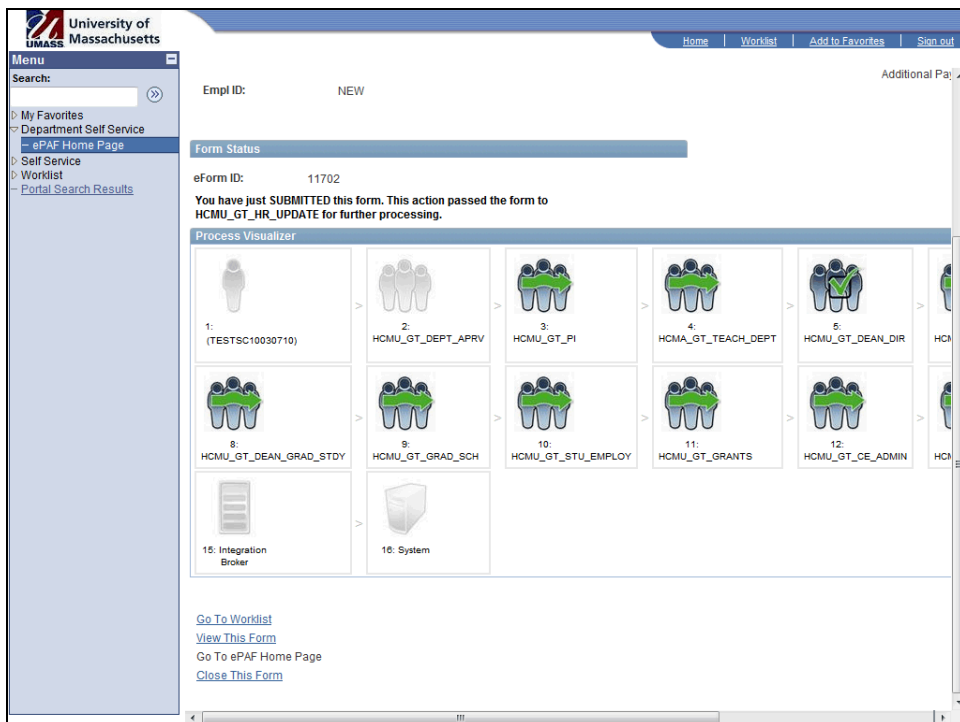 University of
Massachusetts
UMASS
Home | Worklist | Add to Favorites | Sign out
Menu
Search:
My Favorites
Department Self Service
ePAF Home Page
Self Service
Worklist
Portal Search Results
Additional Pay
Empl ID: NEW
Form Status
eForm ID: 11702
You have just SUBMITTED this form. This action passed the form to
HCMU_GT_HR_UPDATE for further processing.
Process Visualizer
1:
(TESTSC10030710)
2:
HCMU_GT_DEPT_APRV
3:
HCMU_GT_PI
4:
HCMA_GT_TEACH_DEPT
5:
HCMU_GT_DEAN_DIR
HCM
8:
HCMU_GT_DEAN_GRAD_STDY
9:
HCMU_GT_GRAD_SCH
10:
HCMU_GT_STU_EMPLOY
11:
HCMU_GT_GRANTS
12:
HCMU_GT_CE_ADMIN
HCM
15: Integration
Broker
16: System
Go To Worklist
View This Form
Go To ePAF Home Page
Close This Form